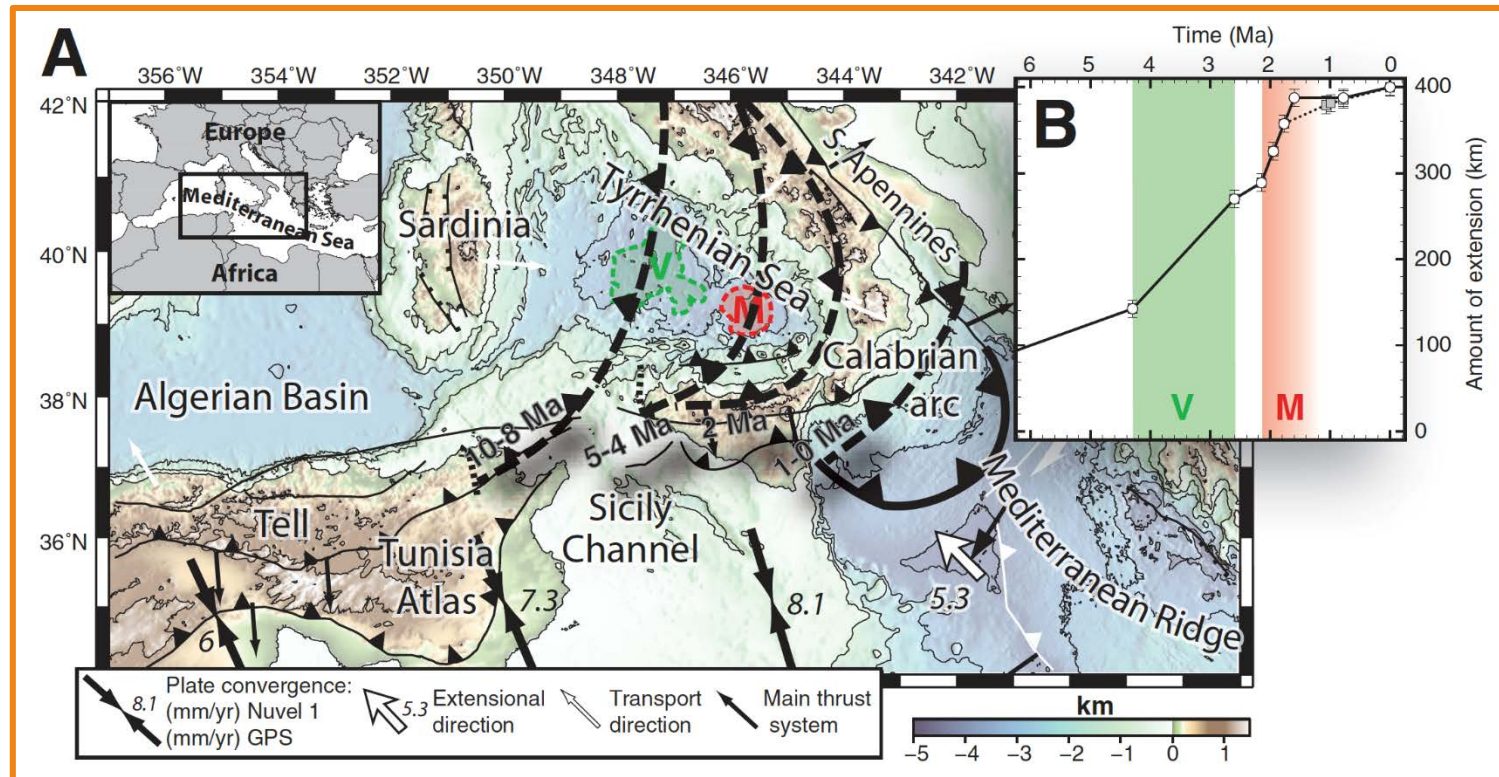 A
356°W
354°W
352°W
350°W
348°W
346°W
344°W
342°W
42°N
40°N
38°N
36°N
Europe
Mediterranean Sea
Africa
Sardinia
Tyrrhenian Sea
S. Apennines
V
M
Calabrian
arc
Algerian Basin
10-8 Ma
5-4 Ma
2 Ma
1-0 Ma
Tell
Tunisia
Atlas
Sicily
Channel
Mediterranean Ridge
6
7.3
8.1
5.3
B
Time (Ma)
6 5 4 3 2 1 0
400
300
200
100
0
Amount of extension (km)
V
M
8.1
Plate convergence:
(mm/yr) Nuvel 1
(mm/yr) GPS
5.3
Extensional
direction
Transport
direction
Main thrust
system
km
−5 −4 −3 −2 −1 0 1